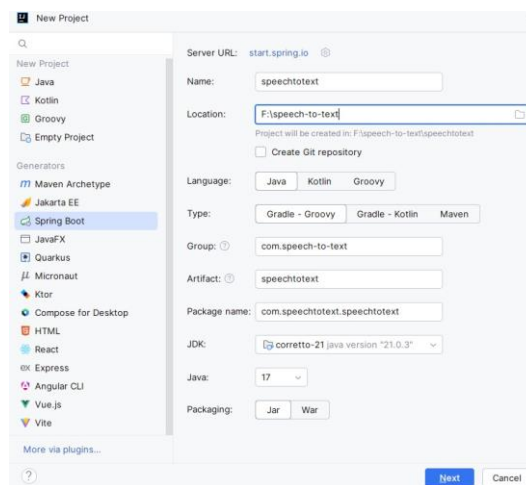 New Project
New Project
Java
Kotlin
Groovy
Empty Project
Generators
Maven Archetype
Jakarta EE
Spring Boot
JavaFX
Quarkus
Micronaut
Ktor
Compose for Desktop
HTML
React
ex Express
Angular CLI
Vue.js
Vite
More via plugins...
?
Server URL: start.spring.io
Name: speechtotext
Location: F:\speech-to-text
Project will be created in: F:\speech-to-text\speechtotext
Create Git repository
Language: Java Kotlin Groovy
Type: Gradle - Groovy Gradle - Kotlin Maven
Group: ? com.speech-to-text
Artifact: ? speechtotext
Package name: com.speechtotext.speechtotext
JDK: corretto-21 java version "21.0.3"
Java: 17
Packaging: Jar War
Next Cancel